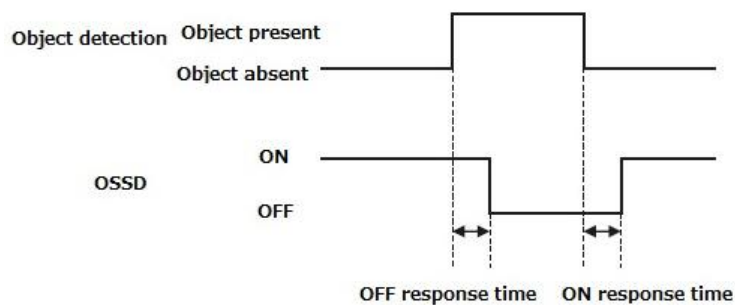 Object detection
Object present
Object absent
OSSD
ON
OFF
OFF response time
ON response time